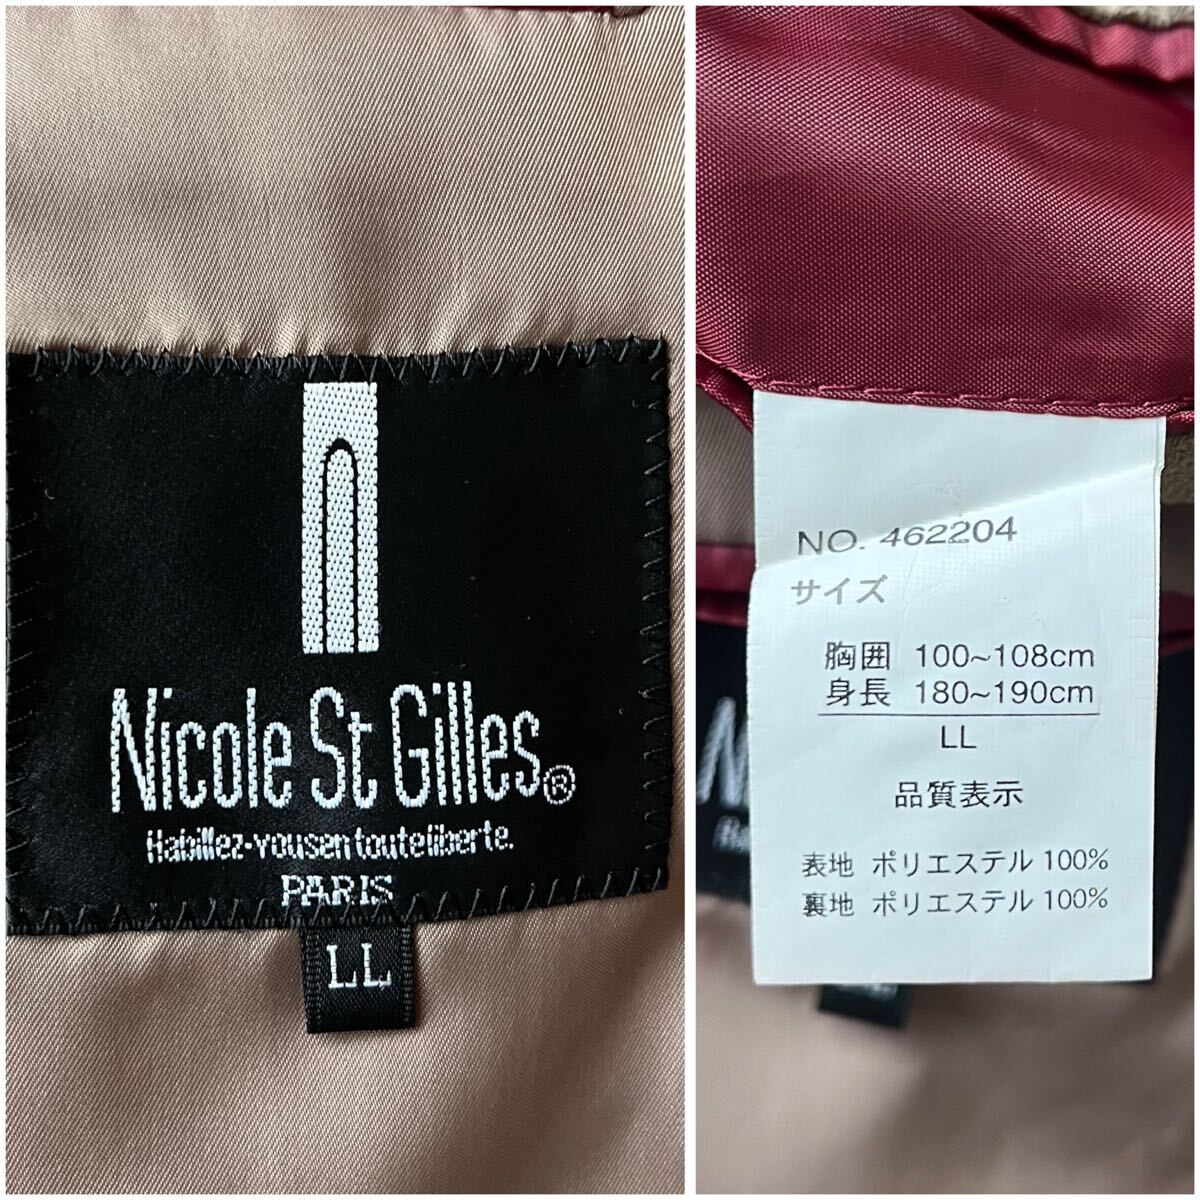 Nicole St Gilles®
Habillez-vousentouteliberte.
PARIS
LL
NO. 462204
サイズ
胸囲 100~108cm
身長 180~190cm
LL
品質表示
表地 ポリエステル 100%
裏地 ポリエステル 100%